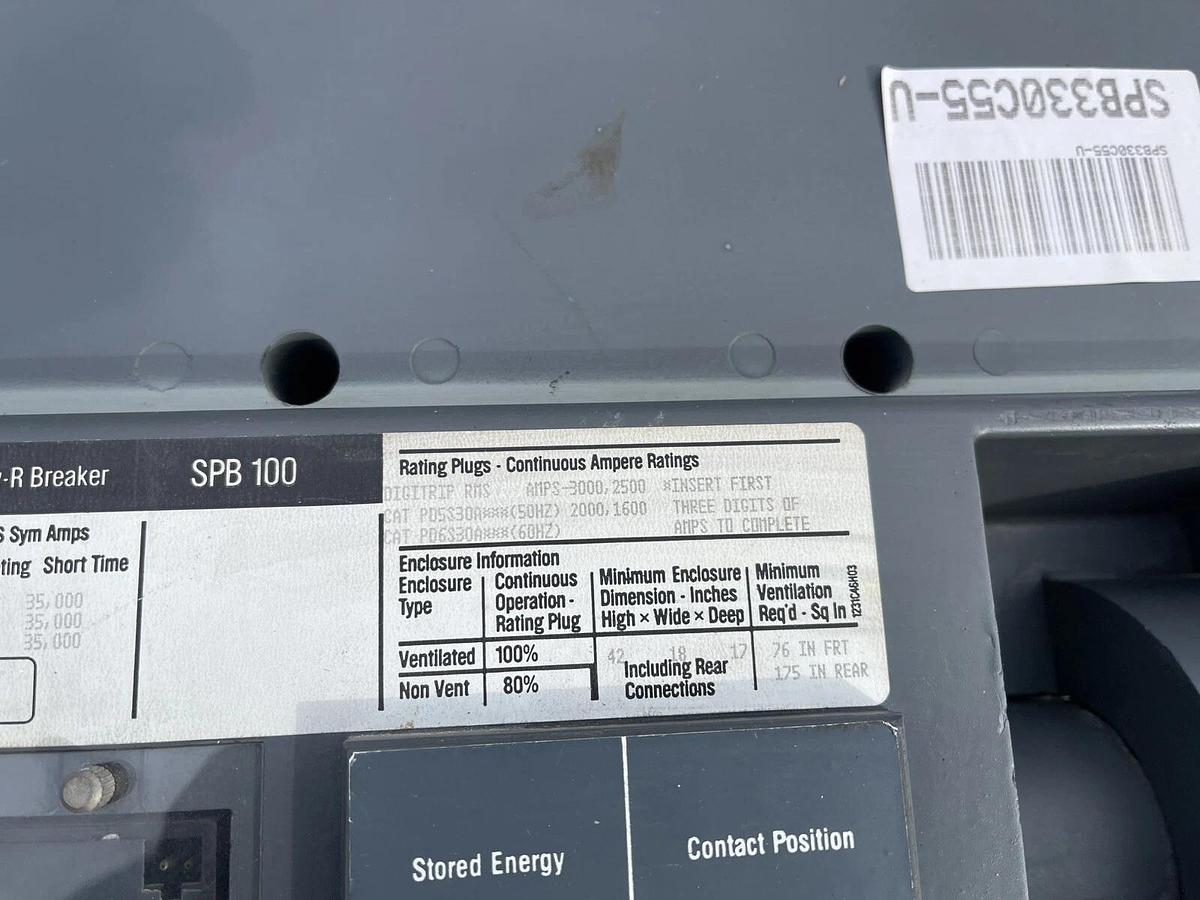 SPB330C55-U
SPB330C55-U
-R Breaker SPB 100
Sym Amps
ting Short Time
35,000
35,000
35,000
Rating Plugs - Continuous Ampere Ratings
DIGITRIP RMS AMPS-3000,2500 *INSERT FIRST
CAT PD5S30A***(50HZ) 2000,1600 THREE DIGITS OF
CAT PD6S30A***(60HZ) AMPS TO COMPLETE
Enclosure Information
Enclosure Type
Continuous Operation - Rating Plug
Minimum Enclosure Dimension - Inches High × Wide × Deep
Minimum Ventilation Req'd - Sq In
1231C46H03
Ventilated 100% 42 18 17 76 IN FRT
Including Rear 175 IN REAR
Non Vent 80% Connections
Stored Energy
Contact Position